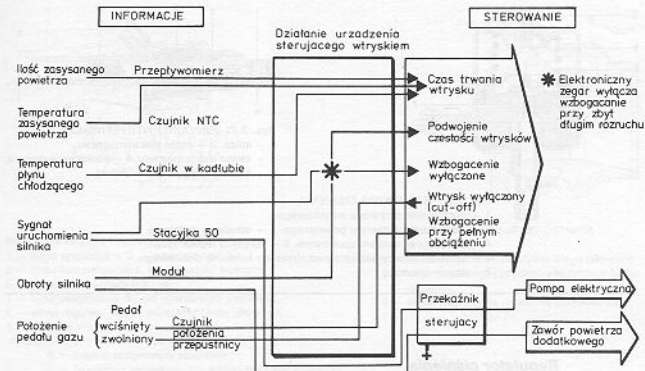 INFORMACJE
STEROWANIE
Działanie urządzenia
sterującego wtryskiem
Ilość zasysanego
powietrza
Przepływomierz
Temperatura
zasysanego
powietrza
Czujnik NTC
Temperatura
płynu
chłodzącego
Czujnik w kadłubie
Sygnał
uruchomienia
silnika
Stacyjka 50
Obroty silnika
Moduł
Położenie
pedału gazu
Pedał
wciśnięty
zwolniony
Czujnik
położenia
przepustnicy
Czas trwania
wtrysku
Podwojenie
częstości wtrysków
Wzbogacenie
wyłączone
Wtrysk wyłączony
(cut-off)
Wzbogacenie
przy pełnym
obciążeniu
Elektroniczny
zegar wyłącza
wzbogacanie
przy zbyt
długim rozruchu
Przekaźnik
sterujący
Pompa elektryczna
Zawór powietrza
dodatkowego